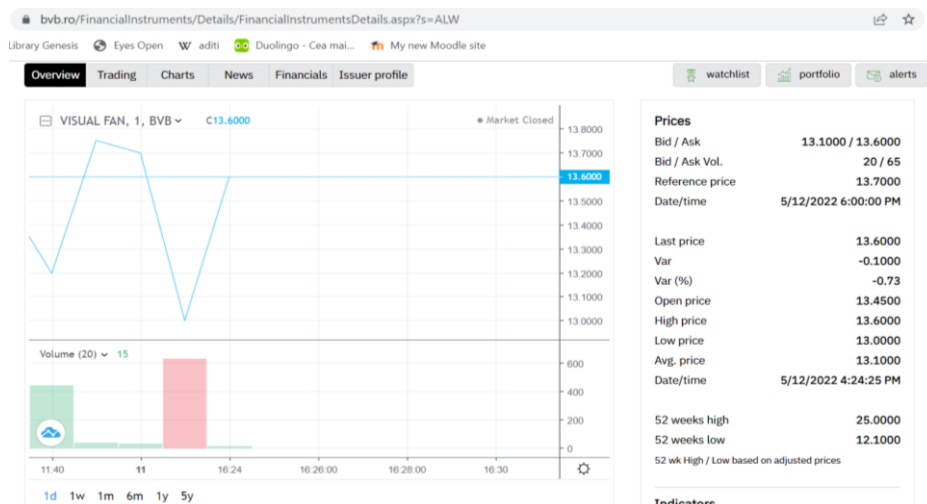 bvb.ro/FinancialInstruments/Details/FinancialInstrumentsDetails.aspx?s=ALW
Library Genesis Eyes Open W aditi Duolingo - Cea mai... My new Moodle site
Overview Trading Charts News Financials Issuer profile watchlist portfolio alerts
VISUAL FAN, 1, BVB C13.6000 Market Closed
13.8000
13.7000
13.6000
13.5000
13.4000
13.3000
13.2000
13.1000
13.0000
Volume (20) 15
600
400
200
0
11:40 11 16:24 16:26:00 16:28:00 16:30
1d 1w 1m 6m 1y 5y
Prices
Bid / Ask 13.1000 / 13.6000
Bid / Ask Vol. 20 / 65
Reference price 13.7000
Date/time 5/12/2022 6:00:00 PM
Last price 13.6000
Var -0.1000
Var (%) -0.73
Open price 13.4500
High price 13.6000
Low price 13.0000
Avg. price 13.1000
Date/time 5/12/2022 4:24:25 PM
52 weeks high 25.0000
52 weeks low 12.1000
52 wk High / Low based on adjusted prices
Indicators